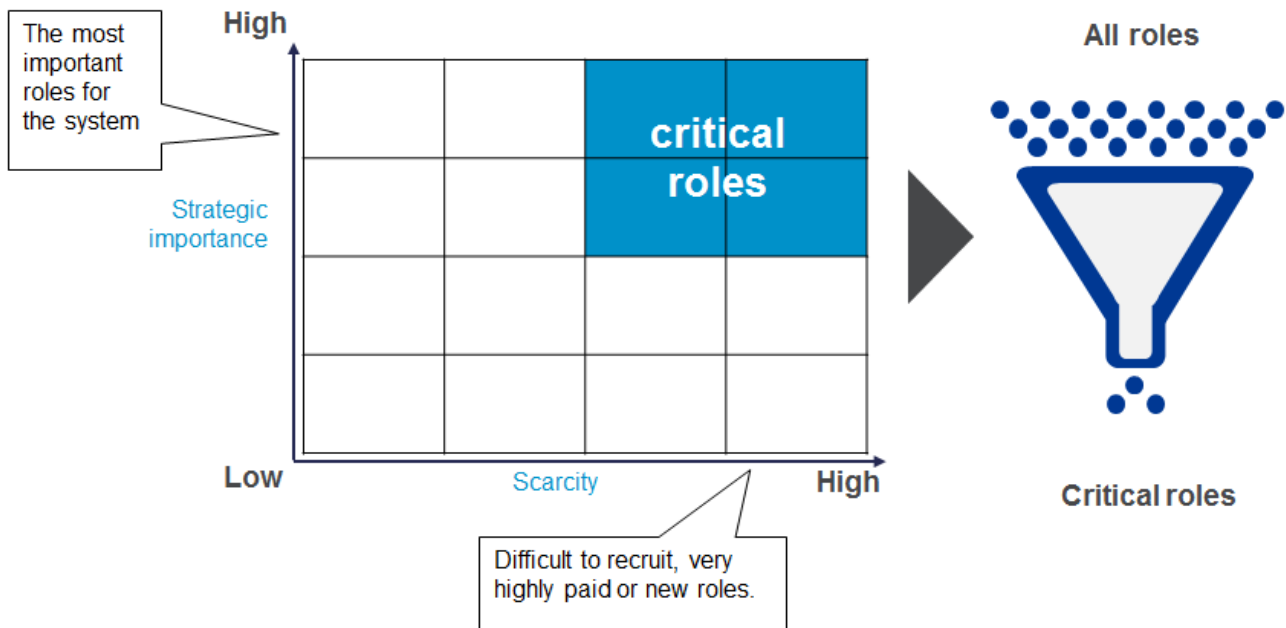 The most
important
roles for
the system
High
Strategic
importance
critical
roles
Low
Scarcity
High
Difficult to recruit, very
highly paid or new roles.
All roles
Critical roles